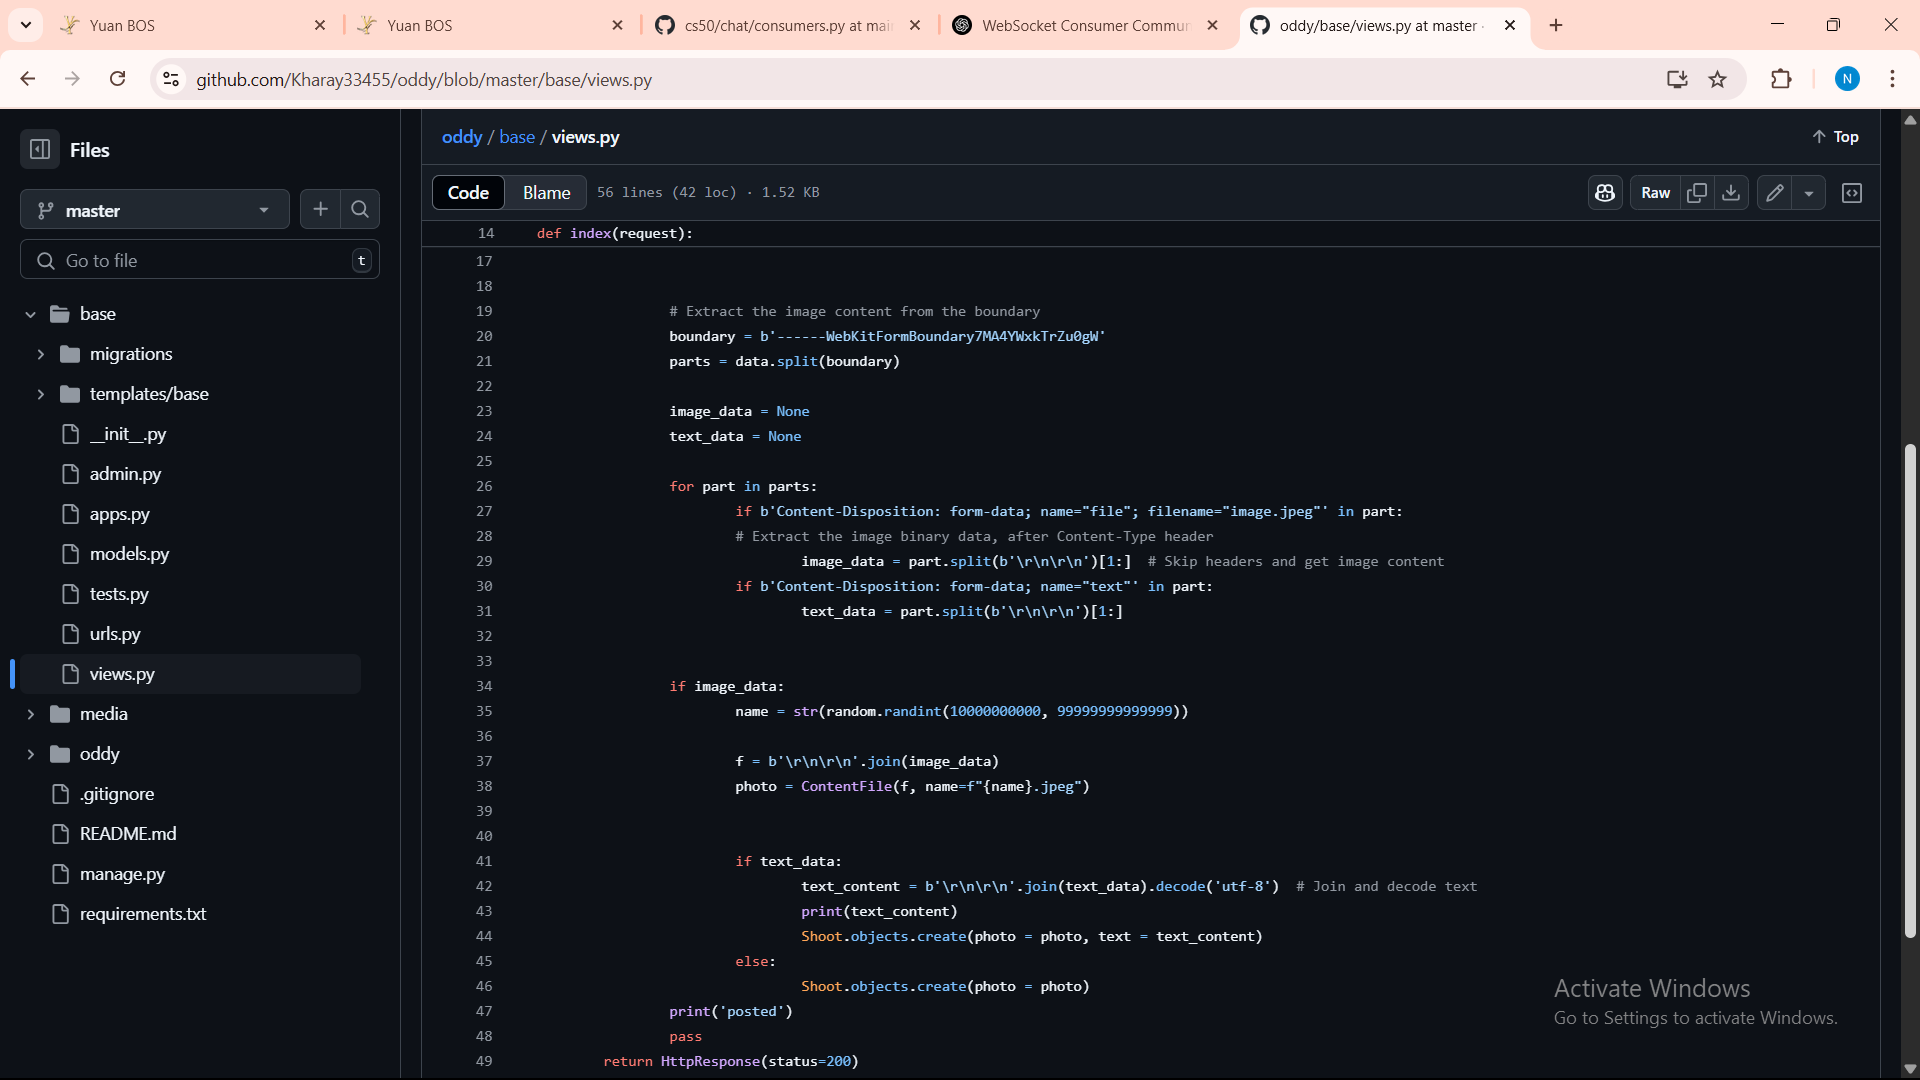 Yuan BOS
Yuan BOS
cs50/chat/consumers.py at mai
WebSocket Consumer Commun
oddy/base/views.py at master ·
github.com/Kharay33455/oddy/blob/master/base/views.py
N
Files
master
Go to file
t
base
migrations
templates/base
__init__.py
admin.py
apps.py
models.py
tests.py
urls.py
views.py
media
oddy
.gitignore
README.md
manage.py
requirements.txt
oddy / base / views.py
Top
Code
Blame
56 lines (42 loc) · 1.52 KB
Raw
14 def index(request):
17
18
19 # Extract the image content from the boundary
20 boundary = b'------WebKitFormBoundary7MA4YWxkTrZu0gW'
21 parts = data.split(boundary)
22
23 image_data = None
24 text_data = None
25
26 for part in parts:
27 if b'Content-Disposition: form-data; name="file"; filename="image.jpeg"' in part:
28 # Extract the image binary data, after Content-Type header
29 image_data = part.split(b'\r\n\r\n')[1:] # Skip headers and get image content
30 if b'Content-Disposition: form-data; name="text"' in part:
31 text_data = part.split(b'\r\n\r\n')[1:]
32
33
34 if image_data:
35 name = str(random.randint(10000000000, 99999999999999))
36
37 f = b'\r\n\r\n'.join(image_data)
38 photo = ContentFile(f, name=f"{name}.jpeg")
39
40
41 if text_data:
42 text_content = b'\r\n\r\n'.join(text_data).decode('utf-8') # Join and decode text
43 print(text_content)
44 Shoot.objects.create(photo = photo, text = text_content)
45 else:
46 Shoot.objects.create(photo = photo)
47 print('posted')
48 pass
49 return HttpResponse(status=200)
Activate Windows
Go to Settings to activate Windows.